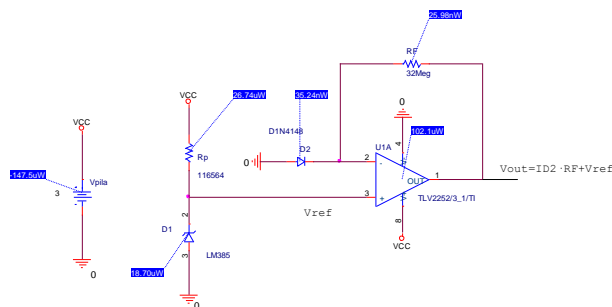 25.98nW
RF
32Meg
26.74uW
35.24nW
VCC
0
D1N4148
D2
U1A
102.1uW
4
VCC
-147.5uW
Vpila
3
Rp
116564
0
2
-
OUT
1
Vout=ID2·RF+Vref
3
+
TLV2252/3_1/TI
Vref
2
D1
8
VCC
LM385
3
18.70uW
0
0